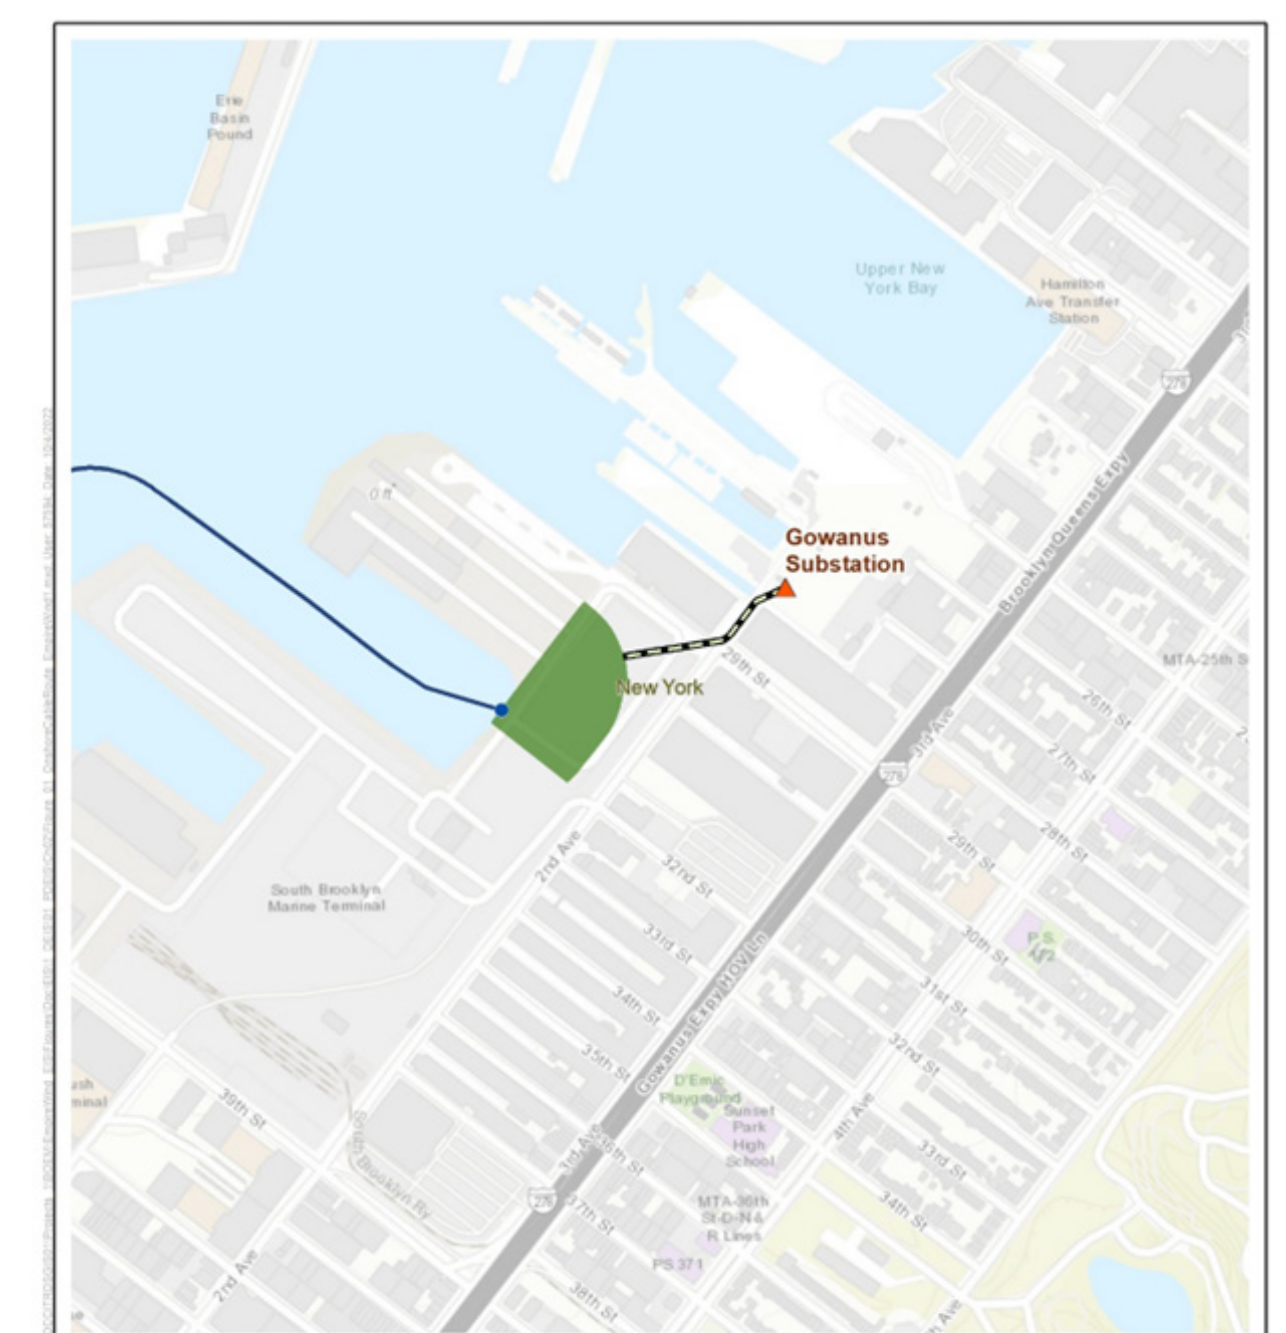 Erie
Basin
Pound
Upper New
York Bay
Hamilton
Ave Transfer
Station
278
0 ft
Brooklyn Queens Expy
Gowanus
Substation
29th St
New York
MTA-25th S
26th St
3rd Ave
27th St
278
28th St
29th St
2nd Ave
32nd St
South Brooklyn
Marine Terminal
33rd St
30th St
P.S.
34th St
31st St
Gowanus Expy HOV Ln
35th St
32nd St
D'Emic
Playground
Sunset
Park
High
School
4th Ave
39th St
South Brooklyn Ry
3rd Ave
36th St
33rd St
278
37th St
MTA-36th
St-D-N&
R Lines
34th St
PS 371
2nd Ave
38th St